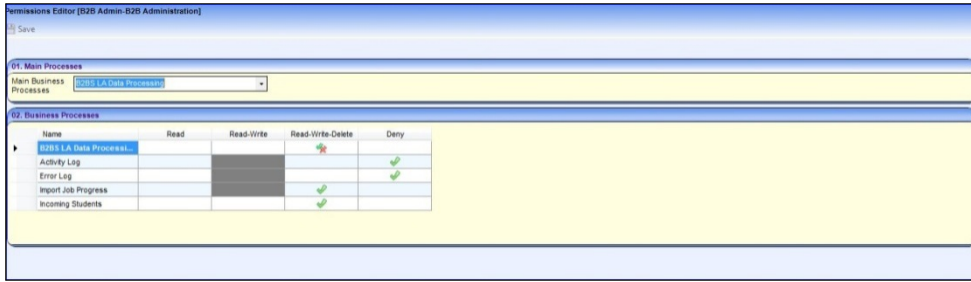 Permissions Editor [B2B Admin-B2B Administration]
Save
01. Main Processes
Main Business Processes
B2BS LA Data Processing
02. Business Processes
Name Read Read-Write Read-Write-Delete Deny
B2BS LA Data Processi...
Activity Log
Error Log
Import Job Progress
Incoming Students